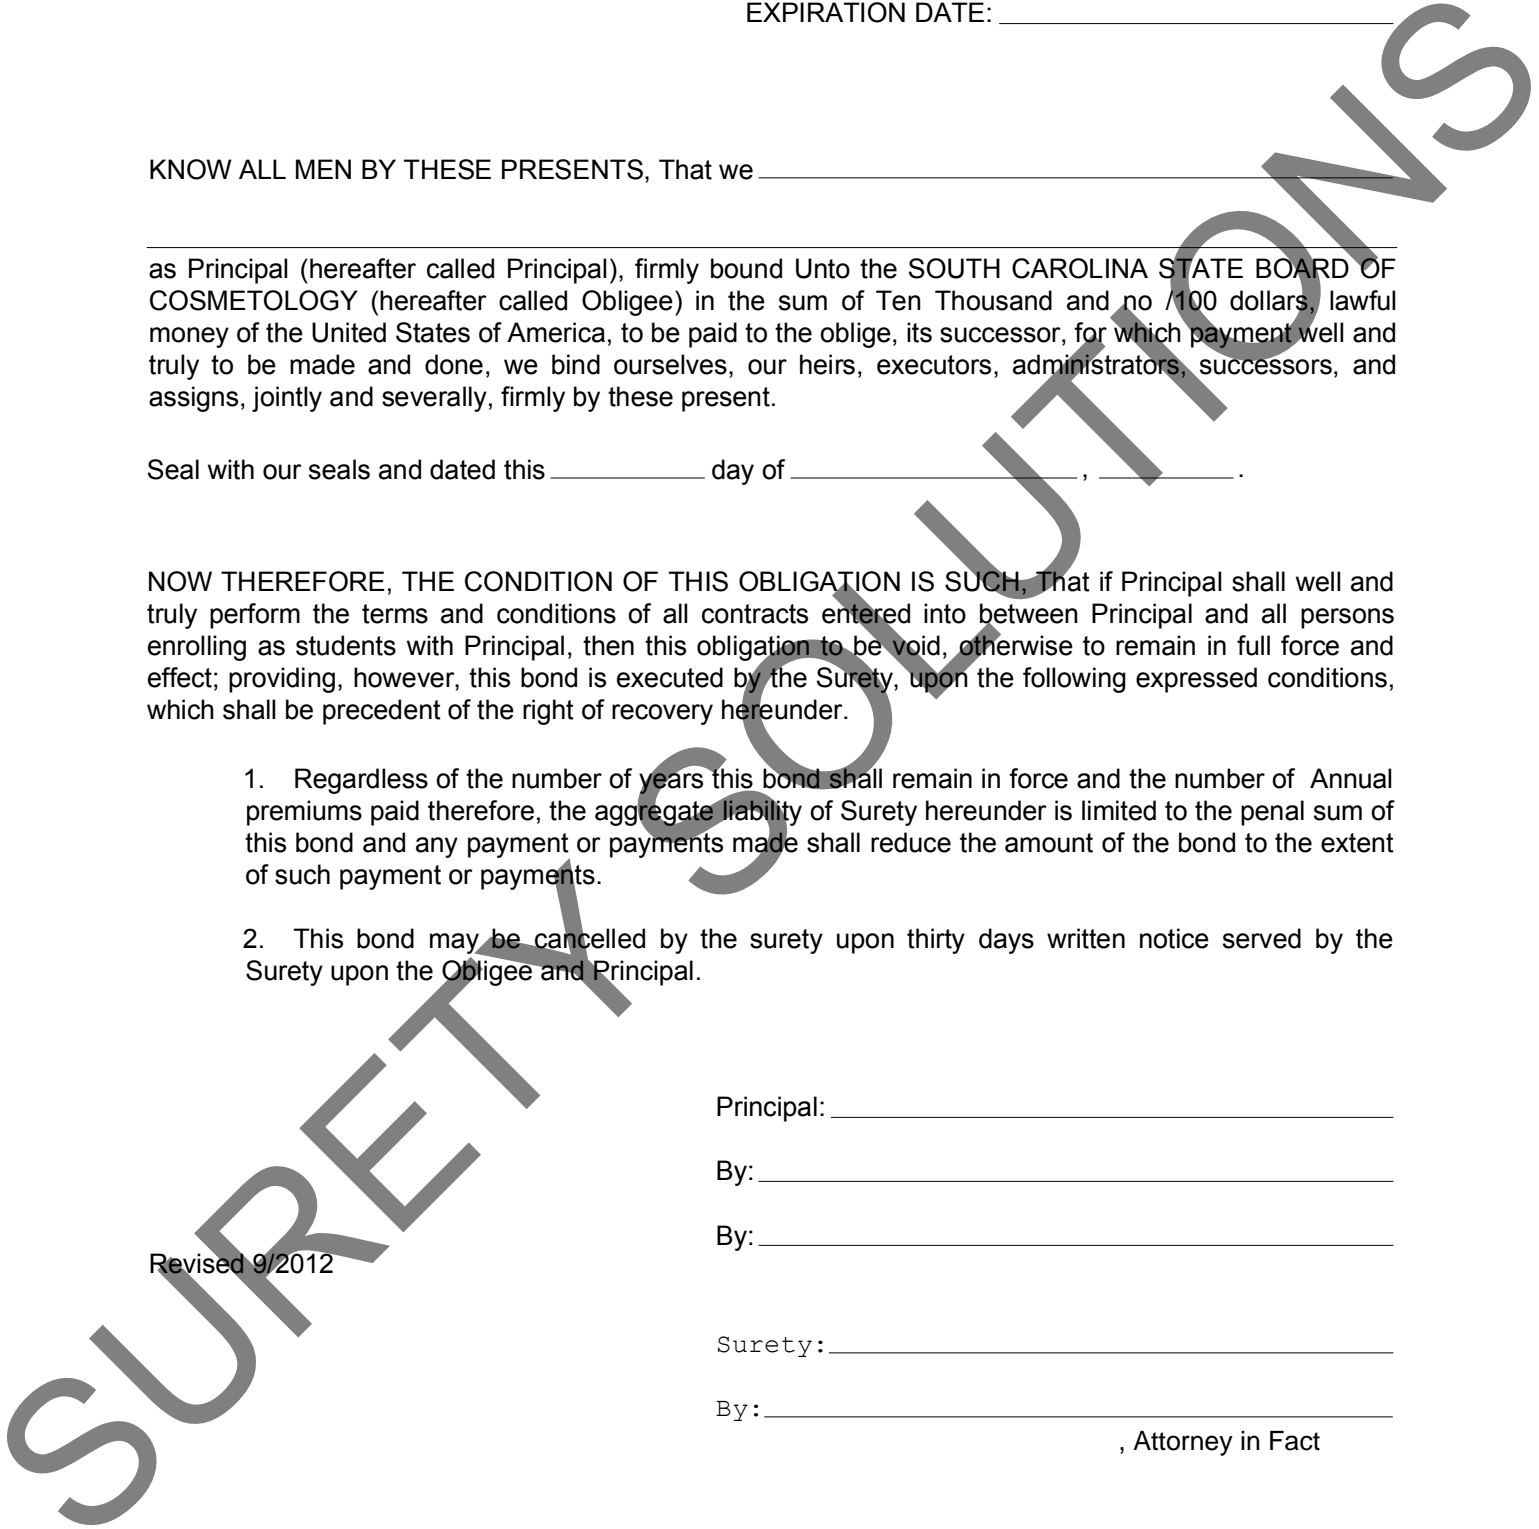 EXPIRATION DATE:
KNOW ALL MEN BY THESE PRESENTS, That we
as Principal (hereafter called Principal), firmly bound Unto the SOUTH CAROLINA STATE BOARD OF
COSMETOLOGY (hereafter called Obligee) in the sum of Ten Thousand and no /100 dollars, lawful
money of the United States of America, to be paid to the oblige, its successor, for which payment well and
truly to be made and done, we bind ourselves, our heirs, executors, administrators, successors, and
assigns, jointly and severally, firmly by these present.
Seal with our seals and dated this ____ day of ____ , ____ .
NOW THEREFORE, THE CONDITION OF THIS OBLIGATION IS SUCH, That if Principal shall well and
truly perform the terms and conditions of all contracts entered into between Principal and all persons
enrolling as students with Principal, then this obligation to be void, otherwise to remain in full force and
effect; providing, however, this bond is executed by the Surety, upon the following expressed conditions,
which shall be precedent of the right of recovery hereunder.
1. Regardless of the number of years this bond shall remain in force and the number of Annual
premiums paid therefore, the aggregate liability of Surety hereunder is limited to the penal sum of
this bond and any payment or payments made shall reduce the amount of the bond to the extent
of such payment or payments.
2. This bond may be cancelled by the surety upon thirty days written notice served by the
Surety upon the Obligee and Principal.
Principal:
By:
By:
Revised 9/2012
Surety:
By:
, Attorney in Fact
SURETY SOLUTIONS